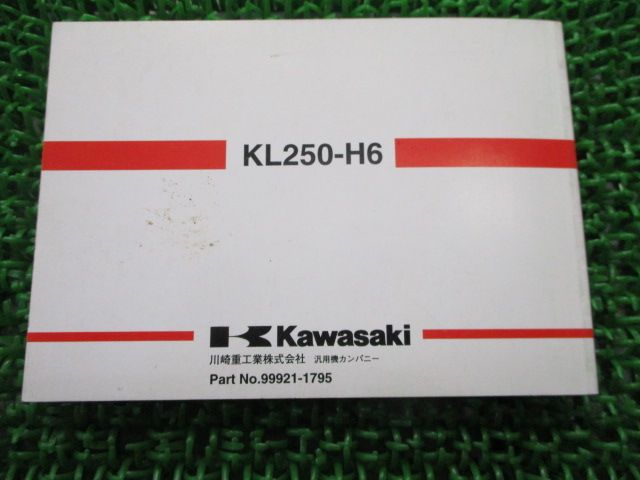 KL250-H6
Kawasaki
川崎重工業株式会社 汎用機カンパニー
Part No.99921-1795